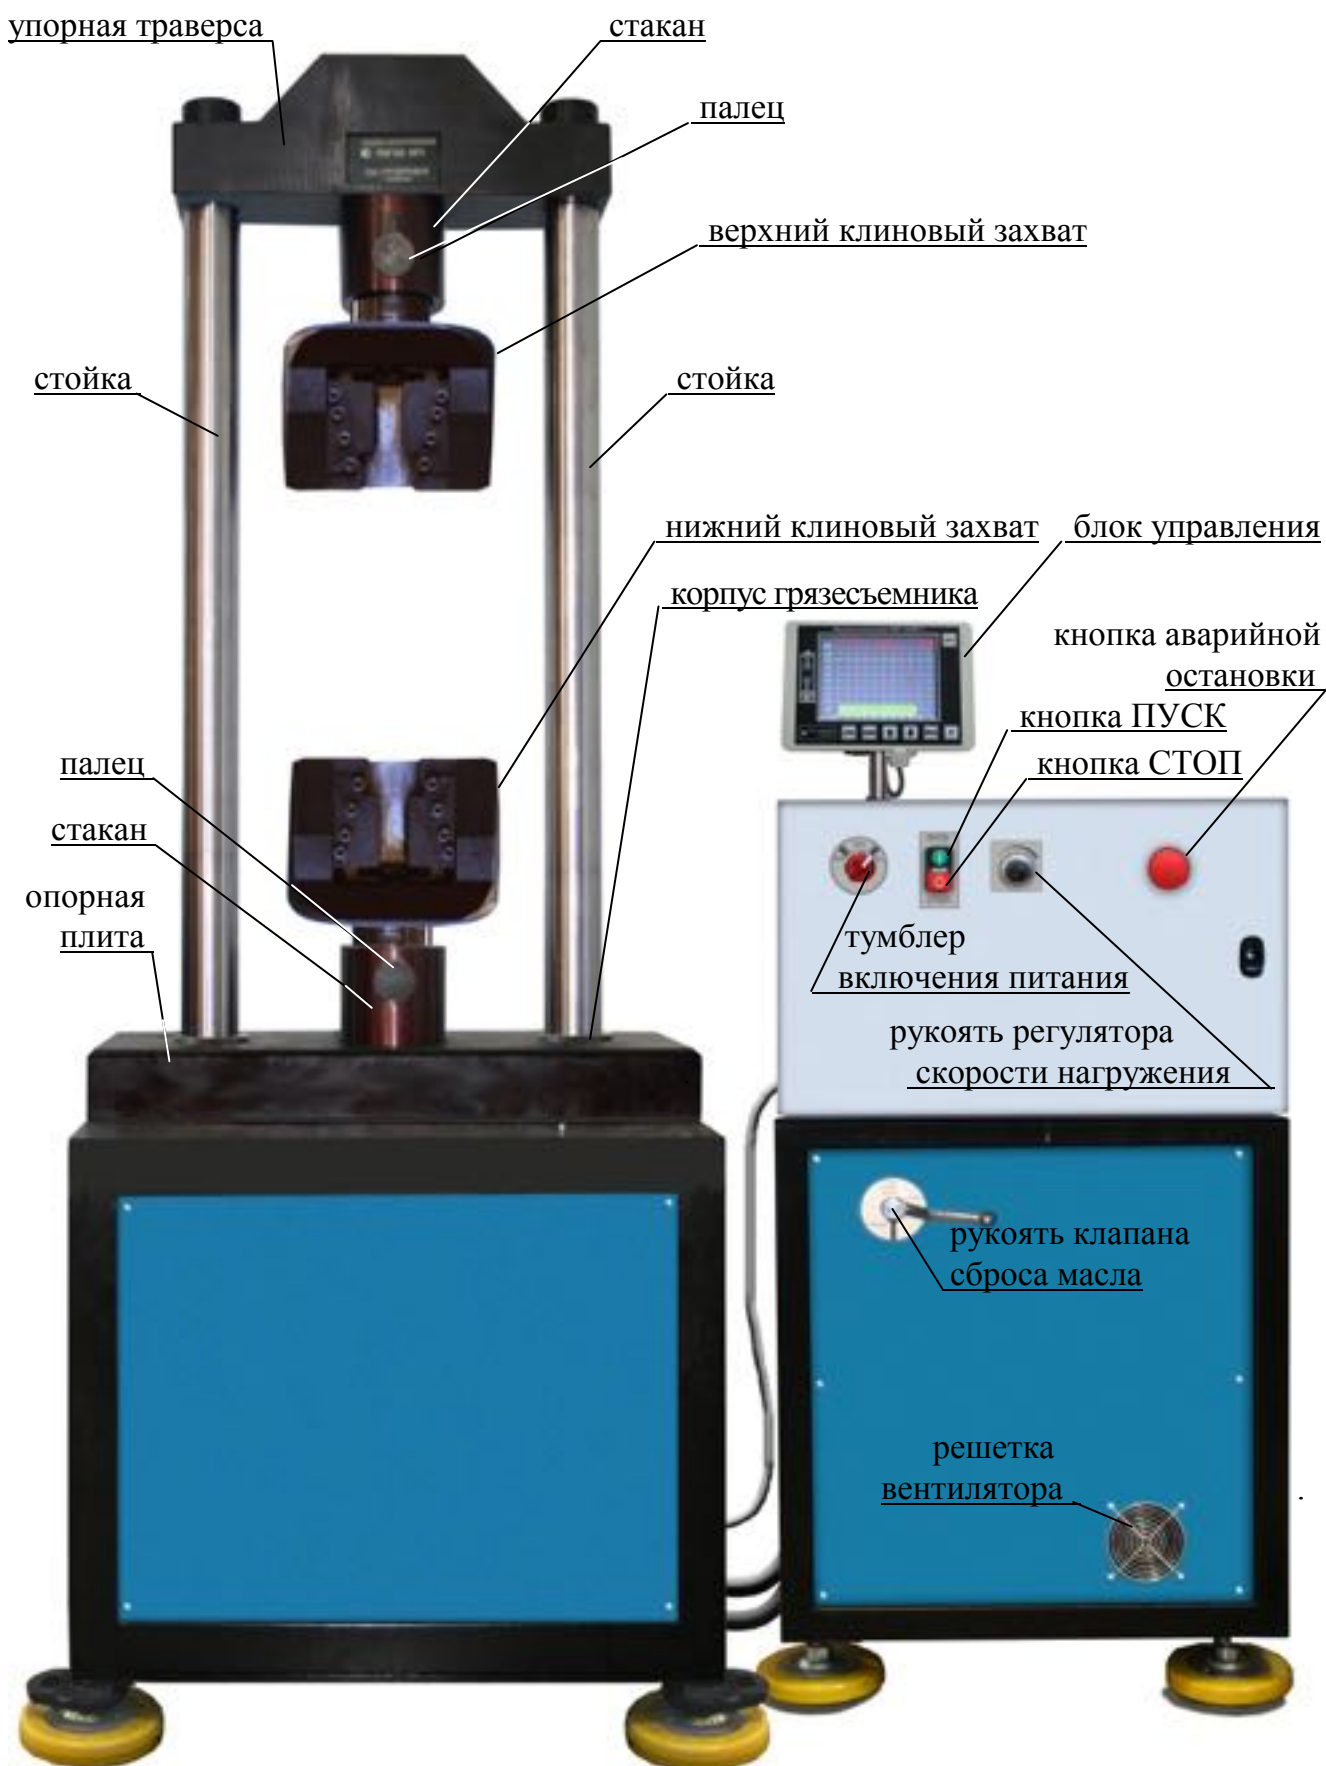 упорная траверса
стакан
палец
верхний клиновый захват
стойка
стойка
нижний клиновый захват
блок управления
корпус грязесъемника
кнопка аварийной
остановки
кнопка ПУСК
кнопка СТОП
палец
стакан
опорная
плита
тумблер
включения питания
рукоять регулятора
скорости нагружения
рукоять клапана
сброса масла
решетка
вентилятора